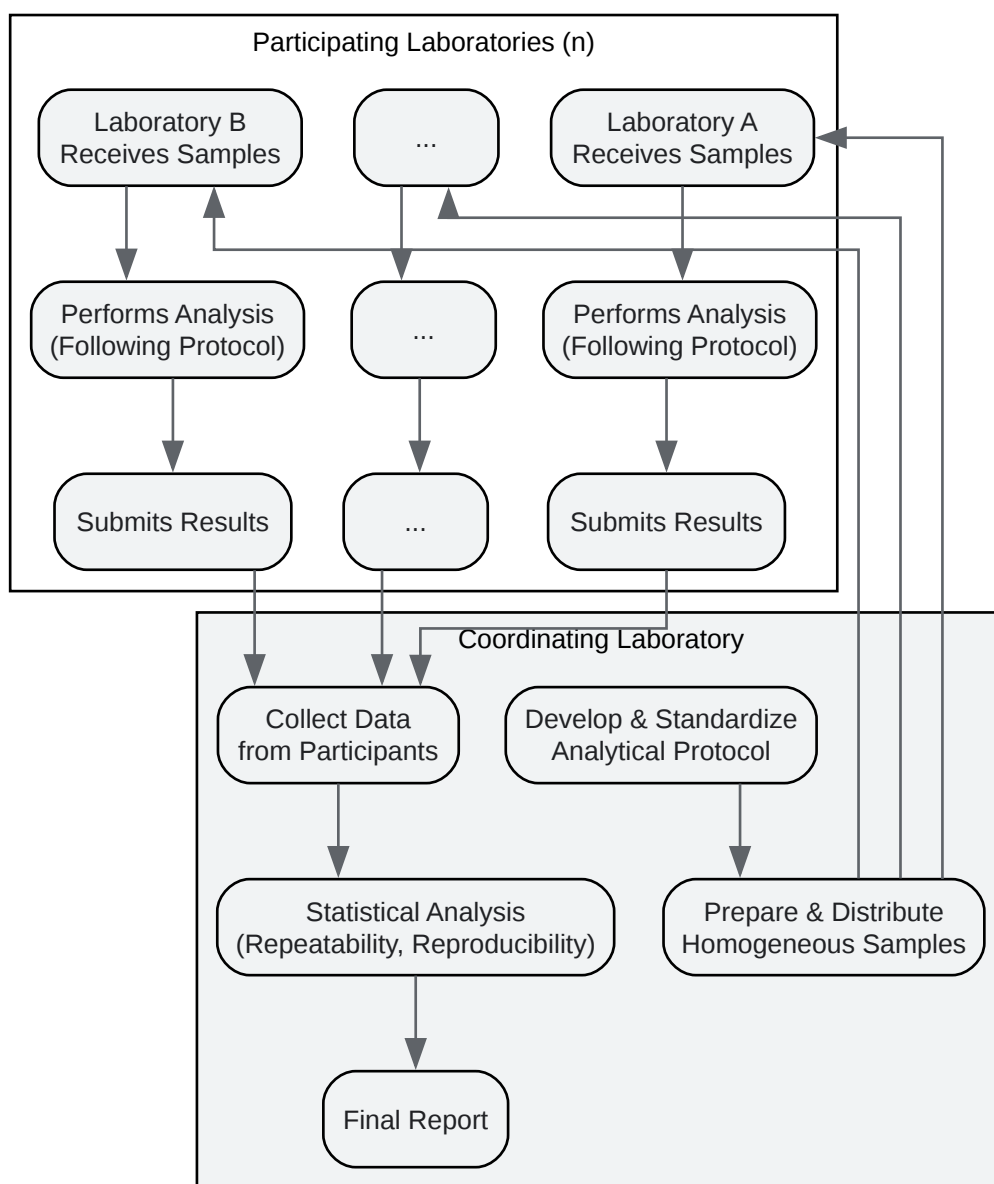 Participating Laboratories (n)
Laboratory B
Receives Samples
...
Laboratory A
Receives Samples
Performs Analysis
(Following Protocol)
...
Performs Analysis
(Following Protocol)
Submits Results
...
Submits Results
Coordinating Laboratory
Collect Data
from Participants
Develop & Standardize
Analytical Protocol
Statistical Analysis
(Repeatability, Reproducibility)
Prepare & Distribute
Homogeneous Samples
Final Report